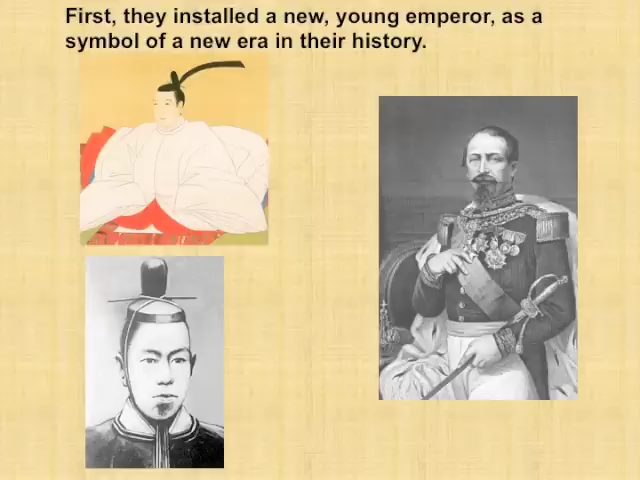 First, they installed a new, young emperor, as a
symbol of a new era in their history.